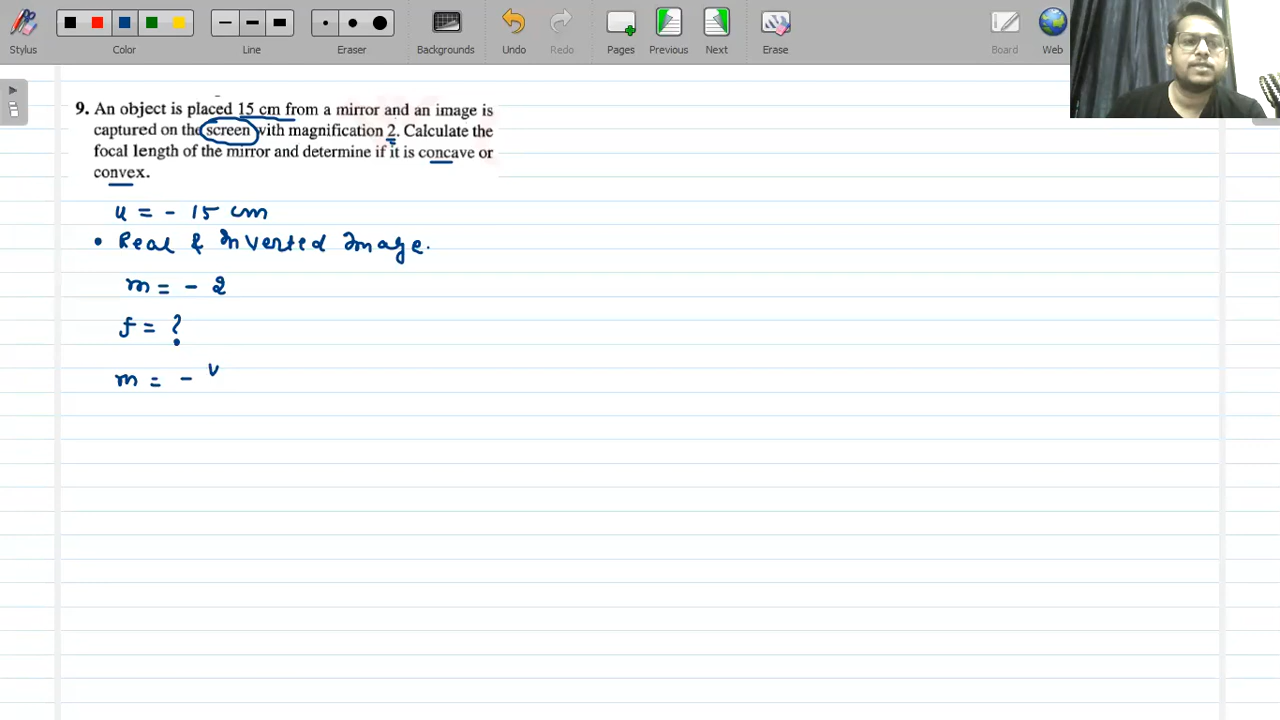 Stylus
Color
Line
Eraser
Backgrounds
Undo
Redo
Pages
Previous
Next
Erase
Board
Web
9. An object is placed 15 cm from a mirror and an image is
captured on the screen with magnification 2. Calculate the
focal length of the mirror and determine if it is concave or
convex.
u = - 15 cm
• Real & Inverted Image.
m = - 2
f = ?
m = - v